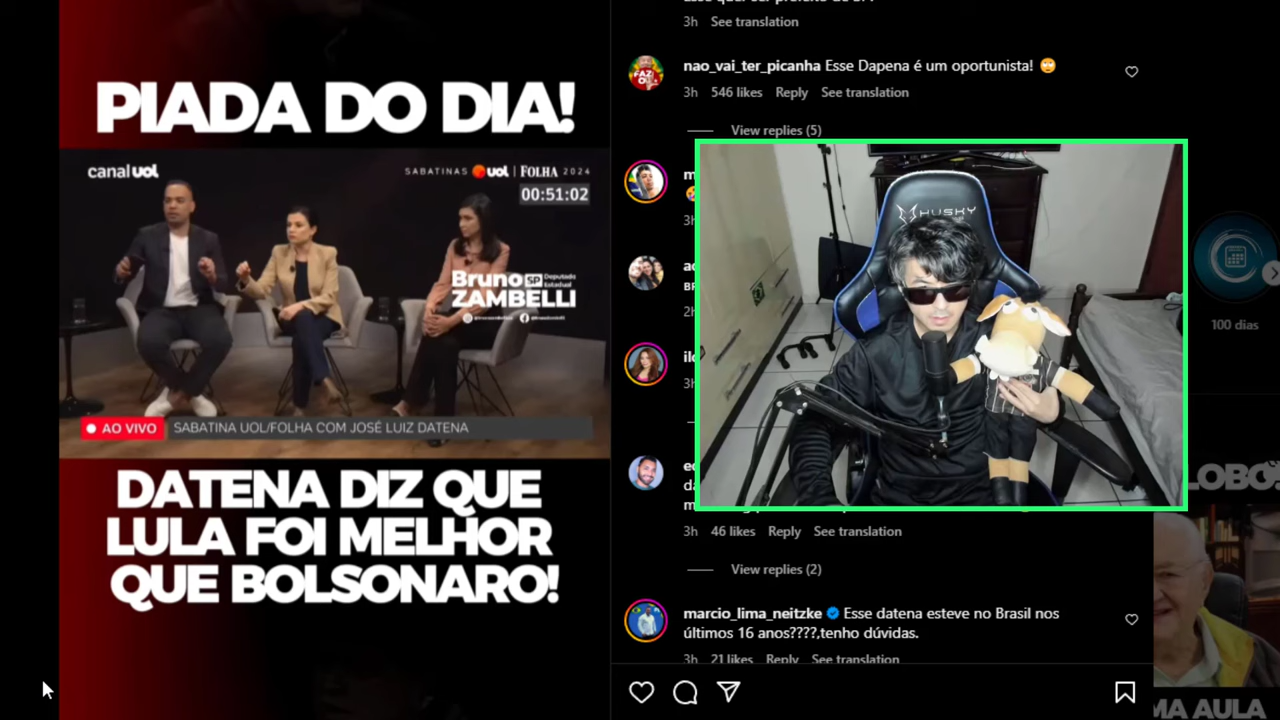 PIADA DO DIA!
canal uol
SABATINAS uol | FOLHA 2024
00:51:02
Bruno SP Deputado Estadual
ZAMBELLI
AO VIVO
SABATINA UOL/FOLHA COM JOSÉ LUIZ DATENA
DATENA DIZ QUE
LULA FOI MELHOR
QUE BOLSONARO!
3h See translation
nao_vai_ter_picanha Esse Dapena é um oportunista! 🙄
3h 546 likes Reply See translation
View replies (5)
HUSKY
3h 46 likes Reply See translation
View replies (2)
marcio_lima_neitzke Esse datena esteve no Brasil nos
últimos 16 anos????,tenho dúvidas.
3h 21 likes Reply See translation
100 dias
LOBO!
MA AULA